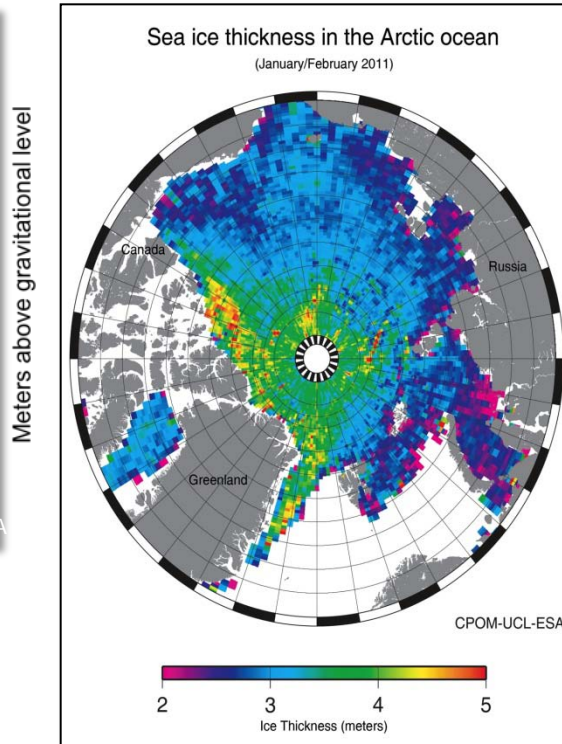 Meters above gravitational level
Sea ice thickness in the Arctic ocean
(January/February 2011)
Canada
Russia
Greenland
CPOM-UCL-ESA
2 3 4 5
Ice Thickness (meters)